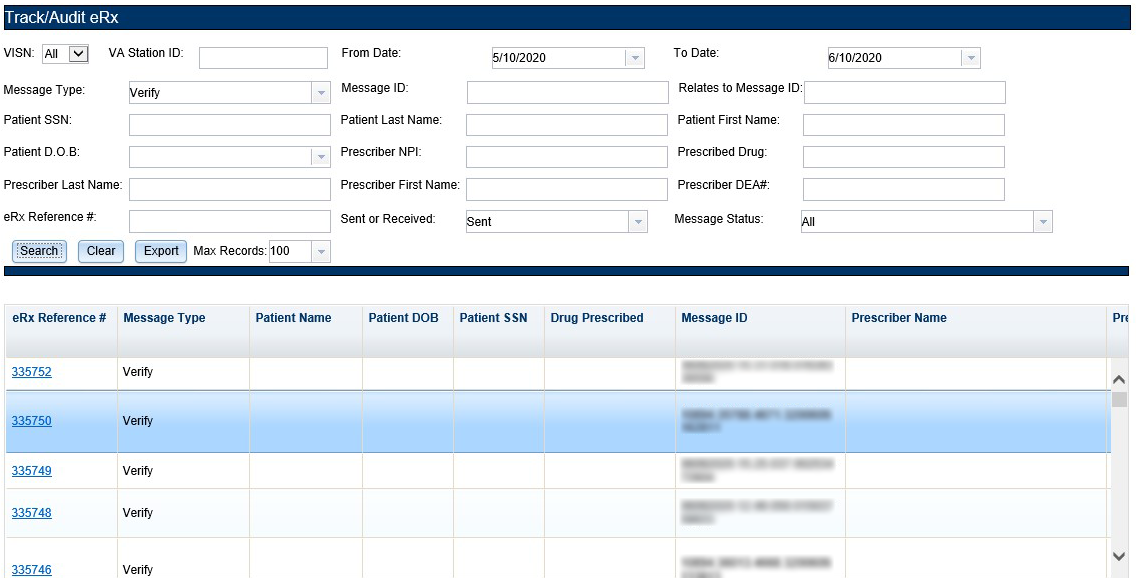 Track/Audit eRx
VISN: All VA Station ID: From Date: 5/10/2020 To Date: 6/10/2020
Message Type: Verify Message ID: Relates to Message ID:
Patient SSN: Patient Last Name: Patient First Name:
Patient D.O.B: Prescriber NPI: Prescribed Drug:
Prescriber Last Name: Prescriber First Name: Prescriber DEA#:
eRx Reference #: Sent or Received: Sent Message Status: All
Search Clear Export Max Records: 100
eRx Reference # Message Type Patient Name Patient DOB Patient SSN Drug Prescribed Message ID Prescriber Name Pre
335752 Verify
335750 Verify
335749 Verify
335748 Verify
335746 Verify